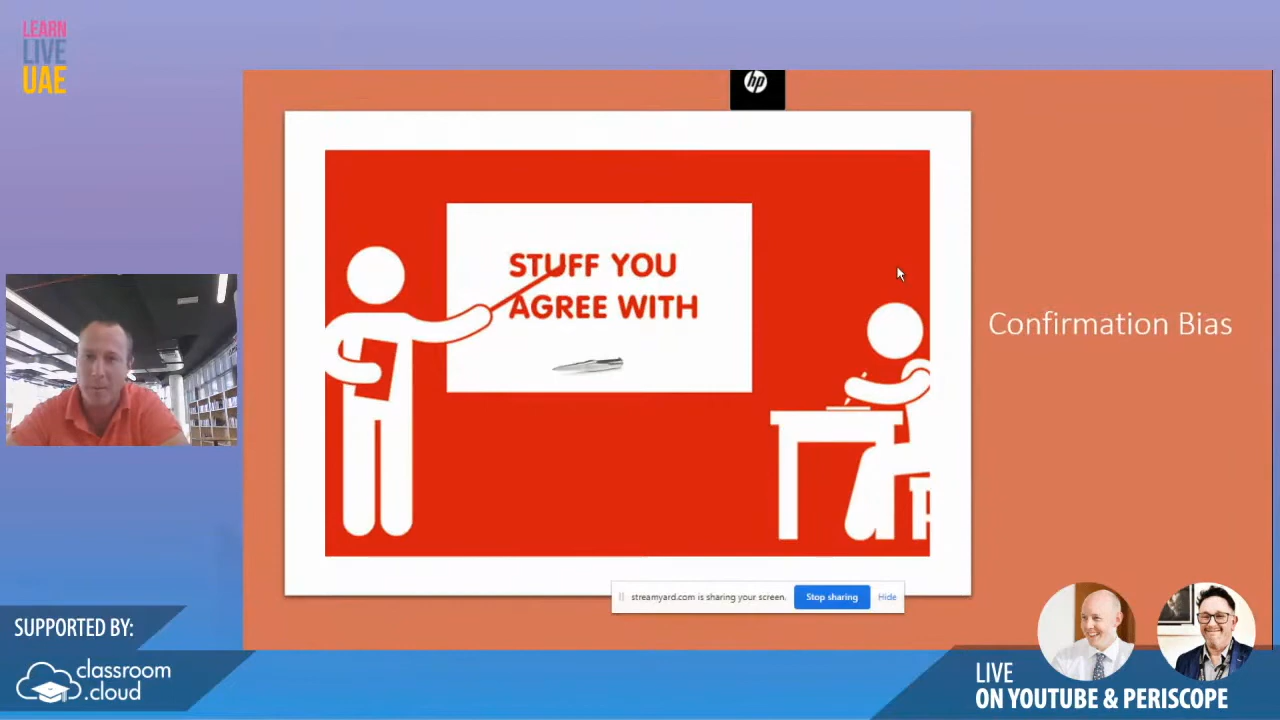 LEARN
LIVE
UAE
hp
STUFF YOU
AGREE WITH
Confirmation Bias
streamyard.com is sharing your screen.
Stop sharing
Hide
SUPPORTED BY:
classroom
.cloud
LIVE
ON YOUTUBE & PERISCOPE